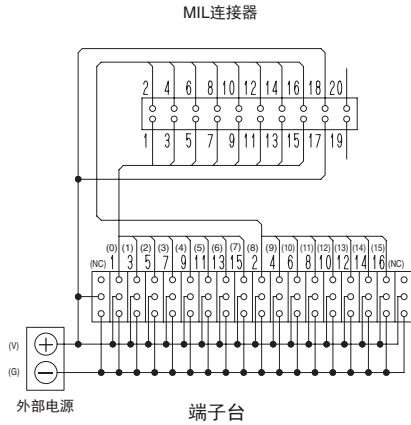 MIL连接器
2 4 6 8 10 12 14 16 18 20
1 3 5 7 9 11 13 15 17 19
(0) (1) (2) (3) (4) (5) (6) (7) (8) (9) (10) (11) (12) (13) (14) (15)
(NC) 1 3 5 7 9 11 13 15 2 4 6 8 10 12 14 16 (NC)
(V) +
(G) −
外部电源
端子台